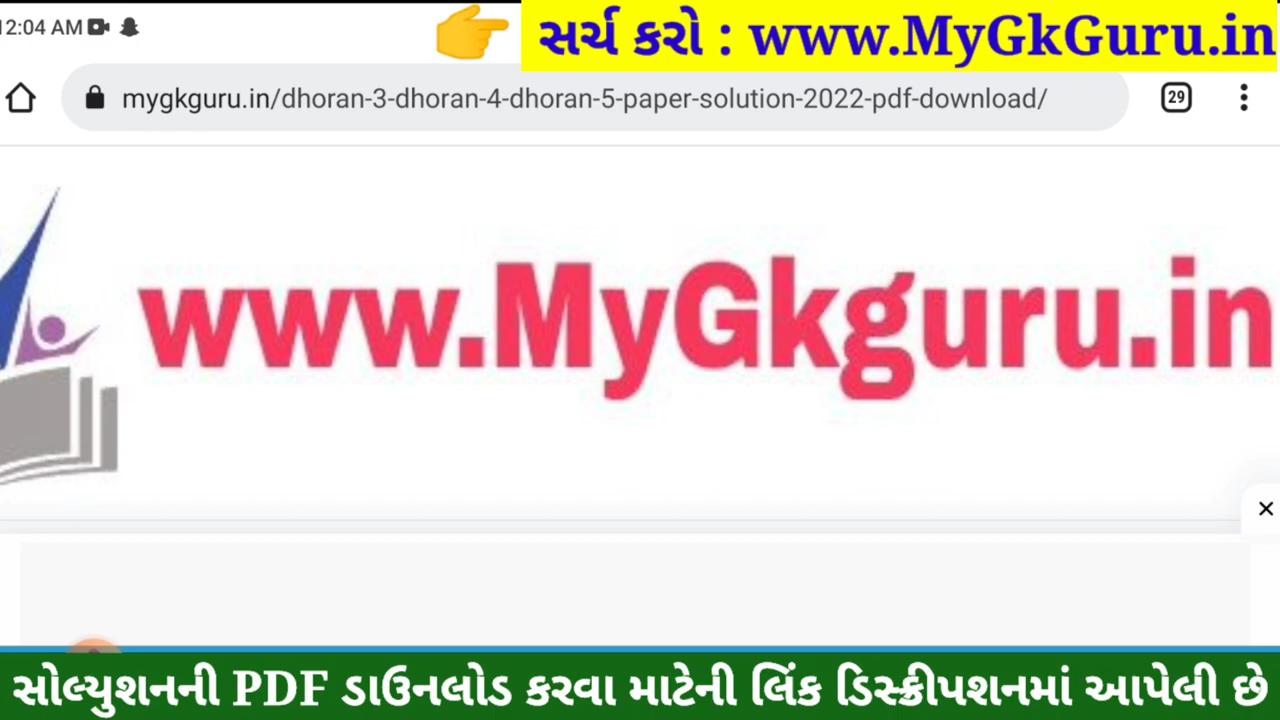 12:04 AM
સર્ચ કરો : www.MyGkGuru.in
mygkguru.in/dhoran-3-dhoran-4-dhoran-5-paper-solution-2022-pdf-download/
29
www.MyGkguru.in
સોલ્યુશનની PDF ડાઉનલોડ કરવા માટેની લિંક ડિસ્ક્રીપશનમાં આપેલી છે